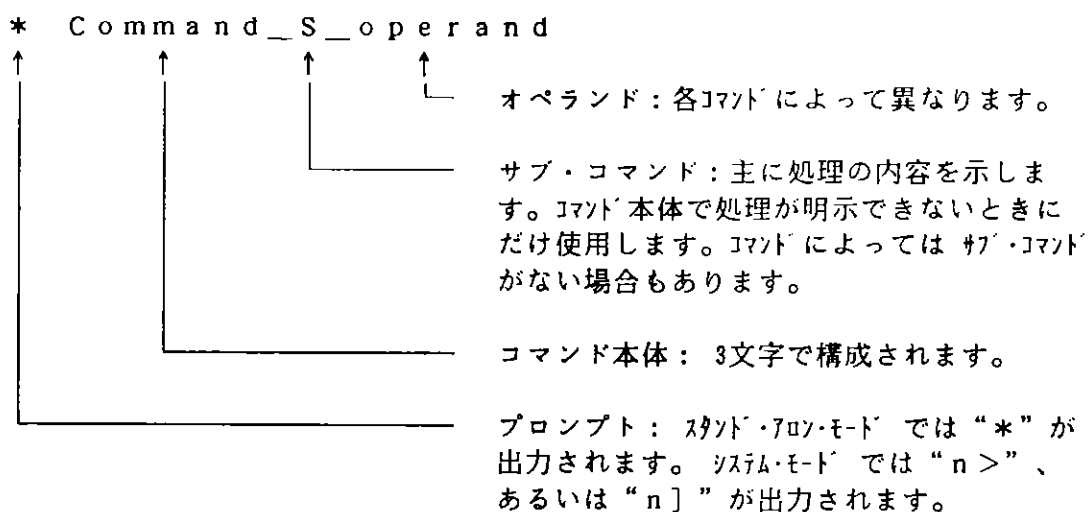 * Command_S_operand
オペランド：各ｺﾏﾝﾄﾞによって異なります。
サブ・コマンド：主に処理の内容を示しま
す。ｺﾏﾝﾄﾞ本体で処理が明示できないときに
だけ使用します。ｺﾏﾝﾄﾞによっては ｻﾌﾞ･ｺﾏﾝﾄﾞ
がない場合もあります。
コマンド本体： 3文字で構成されます。
プロンプト： ｽﾀﾝﾄﾞ･ｱﾛﾝ･ﾓｰﾄﾞ では“＊”が
出力されます。 ｼｽﾃﾑ･ﾓｰﾄﾞ では“ｎ＞”、
あるいは“ｎ］”が出力されます。